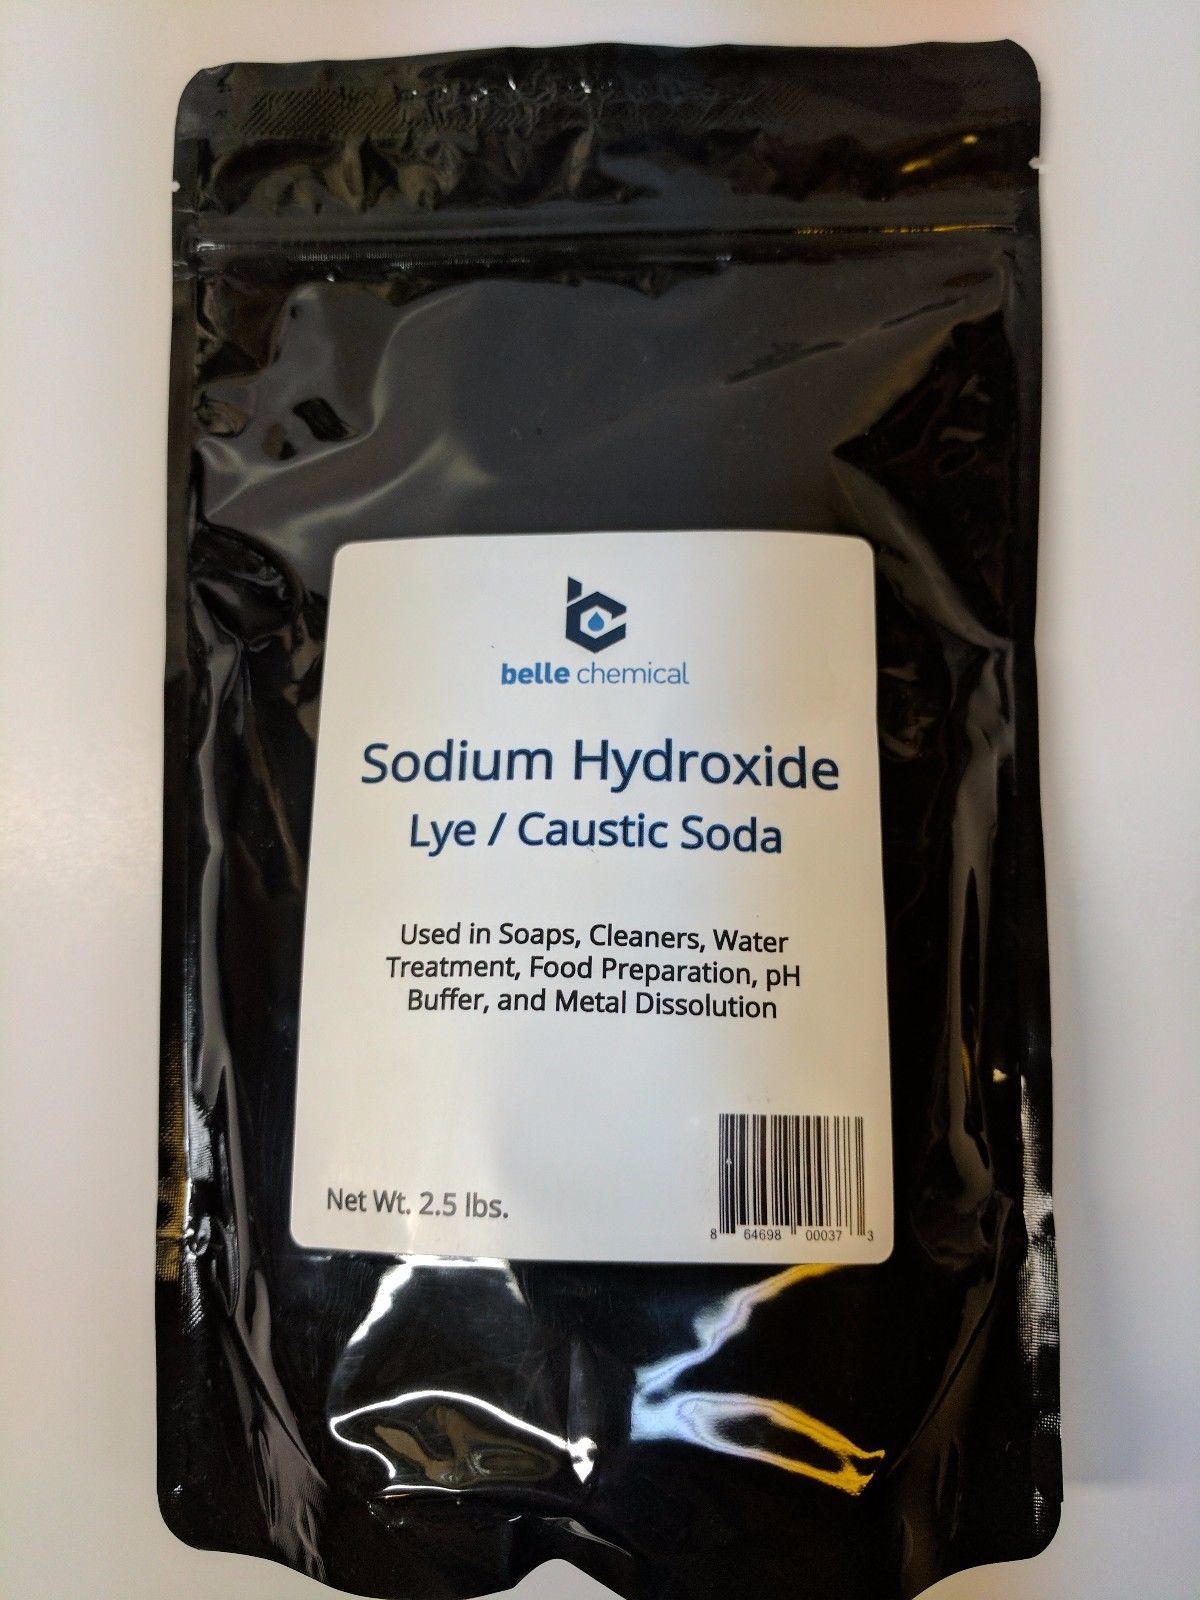 belle chemical
Sodium Hydroxide
Lye / Caustic Soda
Used in Soaps, Cleaners, Water
Treatment, Food Preparation, pH
Buffer, and Metal Dissolution
Net Wt. 2.5 lbs.
8 64698 00037 3